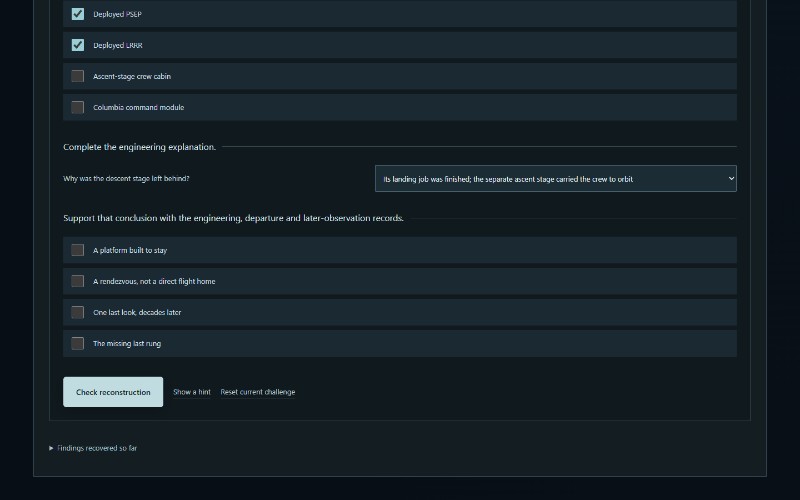 Deployed PSEP
Deployed LRRR
Ascent-stage crew cabin
Columbia command module
Complete the engineering explanation.
Why was the descent stage left behind?
Its landing job was finished; the separate ascent stage carried the crew to orbit
Support that conclusion with the engineering, departure and later-observation records.
A platform built to stay
A rendezvous, not a direct flight home
One last look, decades later
The missing last rung
Check reconstruction Show a hint Reset current challenge
Findings recovered so far